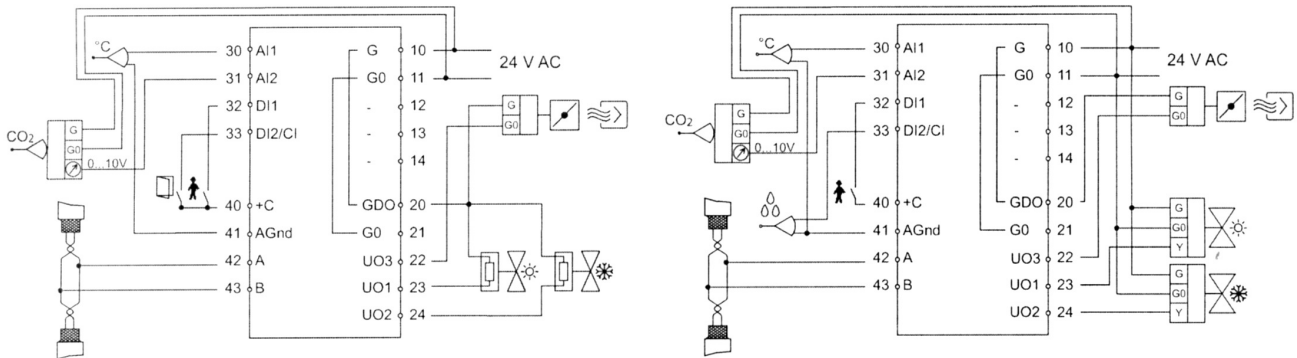 °C
30 AI1 G 10
24 V AC
31 AI2 G0 11
32 DI1 - 12
G
33 DI2/CI - 13
G0
CO2
G
G0
0...10V
- 14
40 +C GDO 20
41 AGnd G0 21
42 A UO3 22
43 B UO1 23
UO2 24
°C
30 AI1 G 10
24 V AC
31 AI2 G0 11
32 DI1 - 12
G
33 DI2/CI - 13
G0
CO2
G
G0
0...10V
- 14
40 +C GDO 20
G
41 AGnd G0 21
G0
Y
42 A UO3 22
G
43 B UO1 23
G0
UO2 24
Y